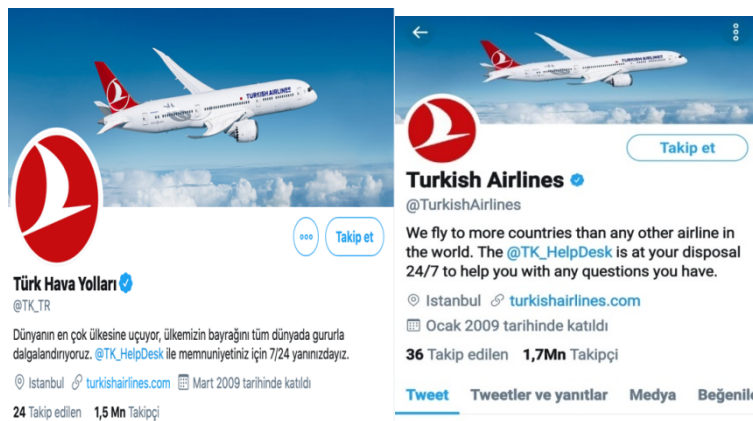 TURKISH AIRLINES
Takip et
Türk Hava Yolları
@TK_TR
Dünyanın en çok ülkesine uçuyor, ülkemizin bayrağını tüm dünyada gururla
dalgalandırıyoruz. @TK_HelpDesk ile memnuniyetiniz için 7/24 yanınızdayız.
Istanbul turkishairlines.com Mart 2009 tarihinde katıldı
24 Takip edilen 1,5 Mn Takipçi
TURKISH AIRLINES
Takip et
Turkish Airlines
@TurkishAirlines
We fly to more countries than any other airline in
the world. The @TK_HelpDesk is at your disposal
24/7 to help you with any questions you have.
Istanbul turkishairlines.com
Ocak 2009 tarihinde katıldı
36 Takip edilen 1,7Mn Takipçi
Tweet Tweetler ve yanıtlar Medya Beğenile